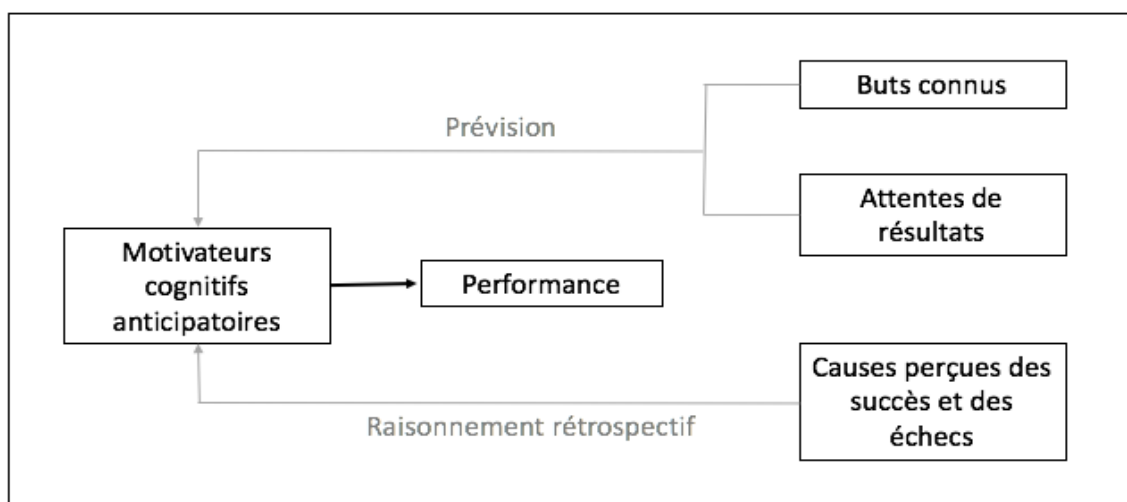 Buts connus
Prévision
Attentes de
résultats
Motivateurs
cognitifs
anticipatoires
Performance
Causes perçues des
succès et des
échecs
Raisonnement rétrospectif